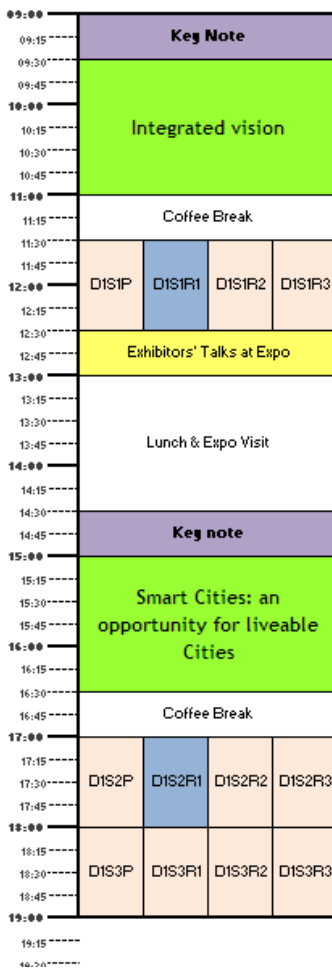 09:00
09:15 Key Note
09:30
09:45
10:00
10:15 Integrated vision
10:30
10:45
11:00
11:15 Coffee Break
11:30
11:45
12:00 D1S1P D1S1R1 D1S1R2 D1S1R3
12:15
12:30
12:45 Exhibitors' Talks at Expo
13:00
13:15
13:30
13:45 Lunch & Expo Visit
14:00
14:15
14:30
14:45 Key note
15:00
15:15
15:30 Smart Cities: an
15:45 opportunity for liveable
16:00 Cities
16:15
16:30
16:45 Coffee Break
17:00
17:15
17:30 D1S2P D1S2R1 D1S2R2 D1S2R3
17:45
18:00
18:15
18:30 D1S3P D1S3R1 D1S3R2 D1S3R3
18:45
19:00
19:15
19:30